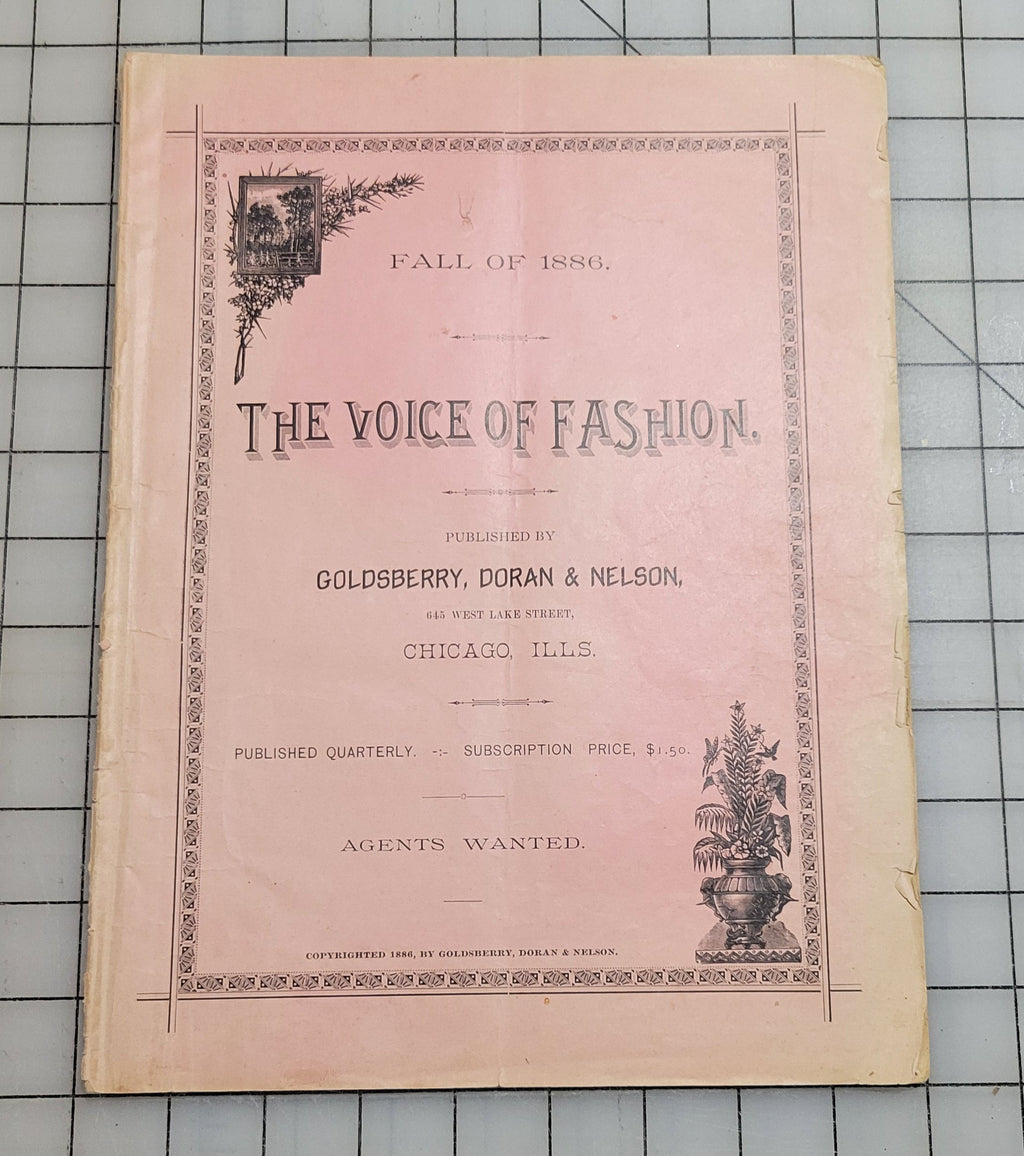 FALL OF 1886.
THE VOICE OF FASHION.
PUBLISHED BY
GOLDSBERRY, DORAN & NELSON,
645 WEST LAKE STREET,
CHICAGO, ILLS.
PUBLISHED QUARTERLY. -:- SUBSCRIPTION PRICE, $1.50.
AGENTS WANTED.
COPYRIGHTED 1886, BY GOLDSBERRY, DORAN & NELSON.